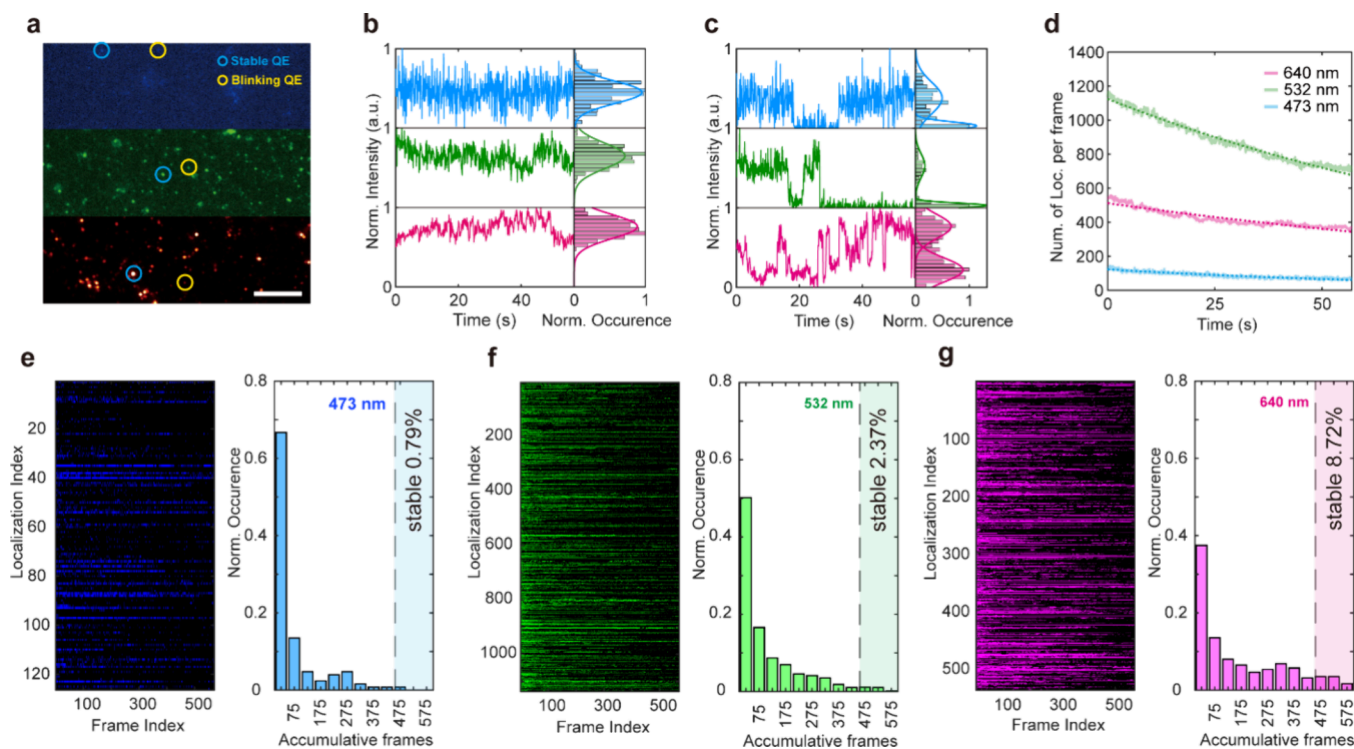 a
Stable QE
Blinking QE
b
1
1
1
0
Norm. Intensity (a.u.)
0 20 40 0 1
Time (s) Norm. Occurence
c
1
1
1
0
Norm. Intensity (a.u.)
0 20 40 0 1
Time (s) Norm. Occurence
d
1400
1200
1000
800
600
400
200
0
Num. of Loc. per frame
640 nm
532 nm
473 nm
0 25 50
Time (s)
e
20
40
60
80
100
120
Localization Index
100 300 500
Frame Index
0.8
0.6
0.4
0.2
0
Norm. Occurence
473 nm
stable 0.79%
75 175 275 375 475 575
Accumulative frames
f
200
400
600
800
1000
Localization Index
100 300 500
Frame Index
0.8
0.6
0.4
0.2
0
Norm. Occurence
532 nm
stable 2.37%
75 175 275 375 475 575
Accumulative frames
g
100
200
300
400
500
Localization Index
100 300 500
Frame Index
0.8
0.6
0.4
0.2
0
Norm. Occurence
640 nm
stable 8.72%
75 175 275 375 475 575
Accumulative frames